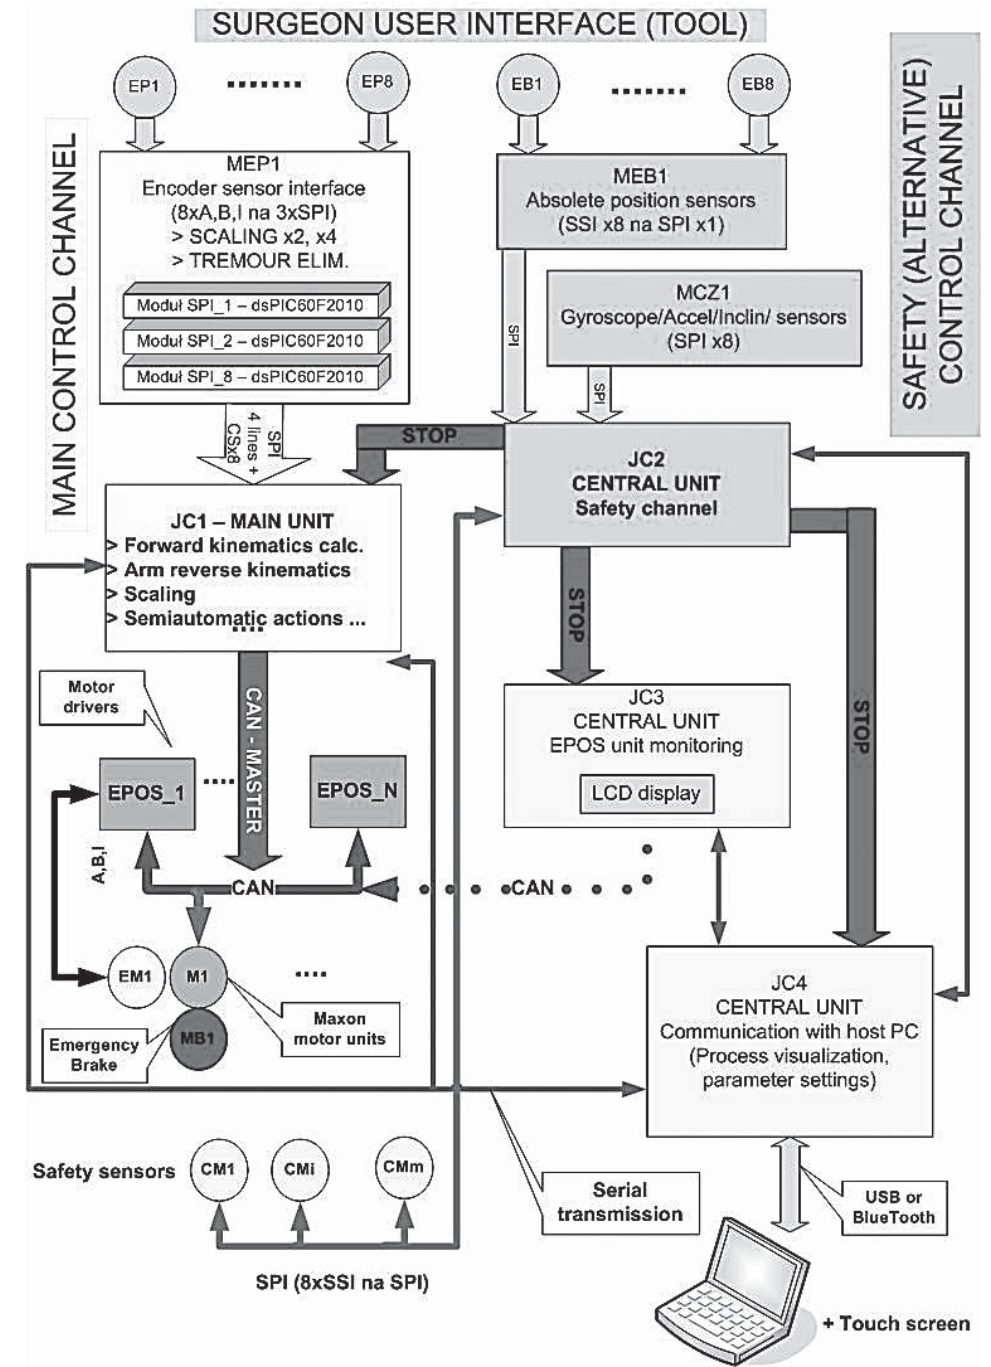 SURGEON USER INTERFACE (TOOL)
EP1
EP8
EB1
EB8
MAIN CONTROL CHANNEL
SAFETY (ALTERNATIVE)
CONTROL CHANNEL
MEP1
Encoder sensor interface
(8xA,B,I na 3xSPI)
> SCALING x2, x4
> TREMOUR ELIM.
Moduł SPI_1 – dsPIC60F2010
Moduł SPI_2 – dsPIC60F2010
Moduł SPI_8 – dsPIC60F2010
MEB1
Absolute position sensors
(SSI x8 na SPI x1)
SPI
MCZ1
Gyroscope/Accel/Inclin/ sensors
(SPI x8)
SPI
SPI
4 lines +
CSx8
STOP
JC2
CENTRAL UNIT
Safety channel
JC1 – MAIN UNIT
> Forward kinematics calc.
> Arm reverse kinematics
> Scaling
> Semiautomatic actions ...
STOP
STOP
Motor
drivers
CAN - MASTER
JC3
CENTRAL UNIT
EPOS unit monitoring
LCD display
EPOS_1
EPOS_N
A,B,I
CAN
CAN
EM1
M1
MB1
Maxon
motor units
Emergency
Brake
JC4
CENTRAL UNIT
Communication with host PC
(Process visualization,
parameter settings)
Safety sensors
CM1
CMi
CMm
Serial
transmission
USB or
BlueTooth
SPI (8xSSI na SPI)
+ Touch screen